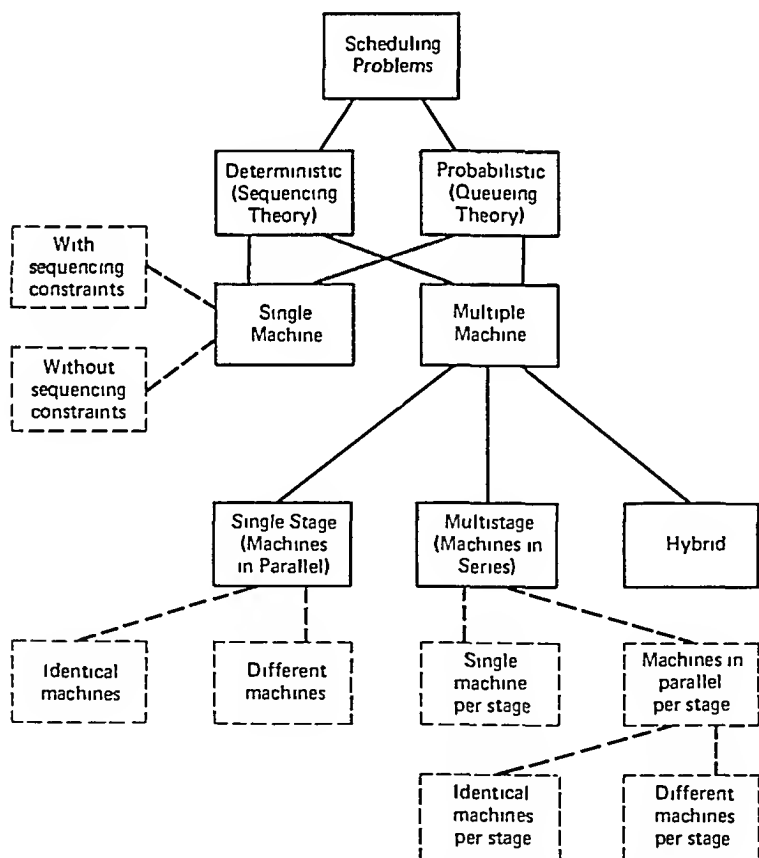 Scheduling
Problems
Deterministic
(Sequencing
Theory)
Probabilistic
(Queueing
Theory)
With
sequencing
constraints
Single
Machine
Multiple
Machine
Without
sequencing
constraints
Single Stage
(Machines
in Parallel)
Multistage
(Machines in
Series)
Hybrid
Identical
machines
Different
machines
Single
machine
per stage
Machines in
parallel
per stage
Identical
machines
per stage
Different
machines
per stage